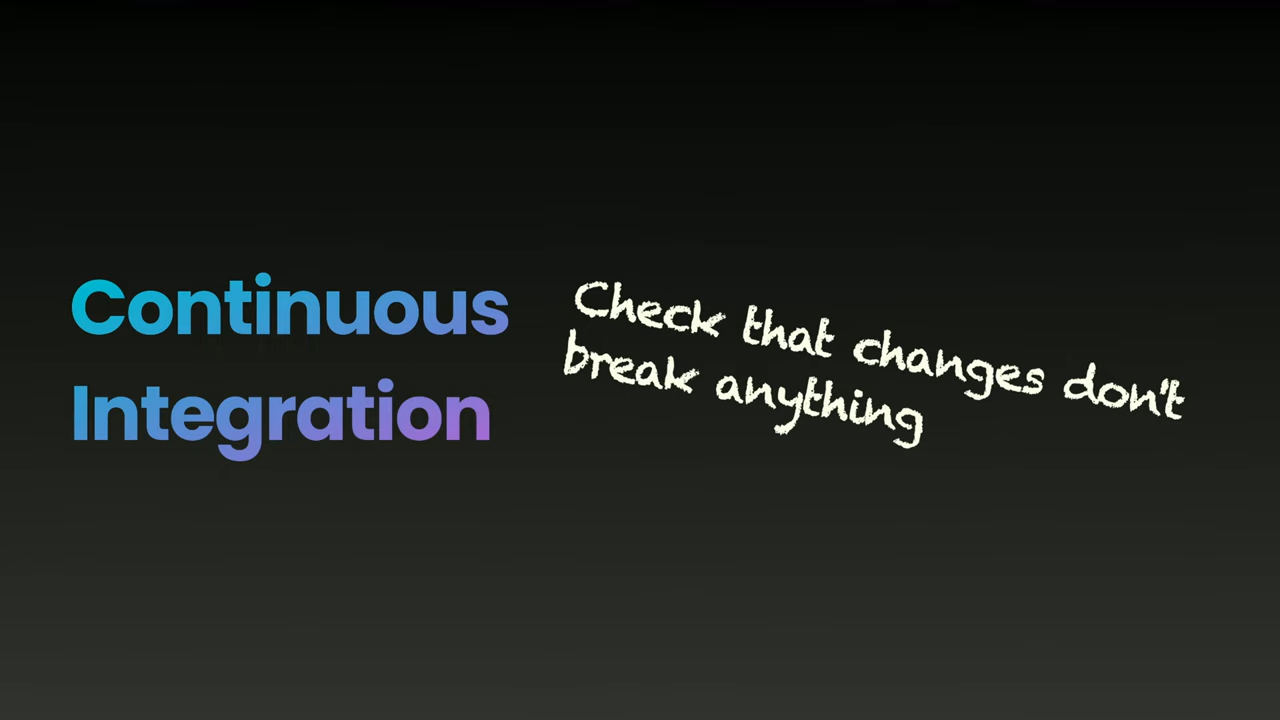 Continuous
Integration
Check that changes don't
break anything